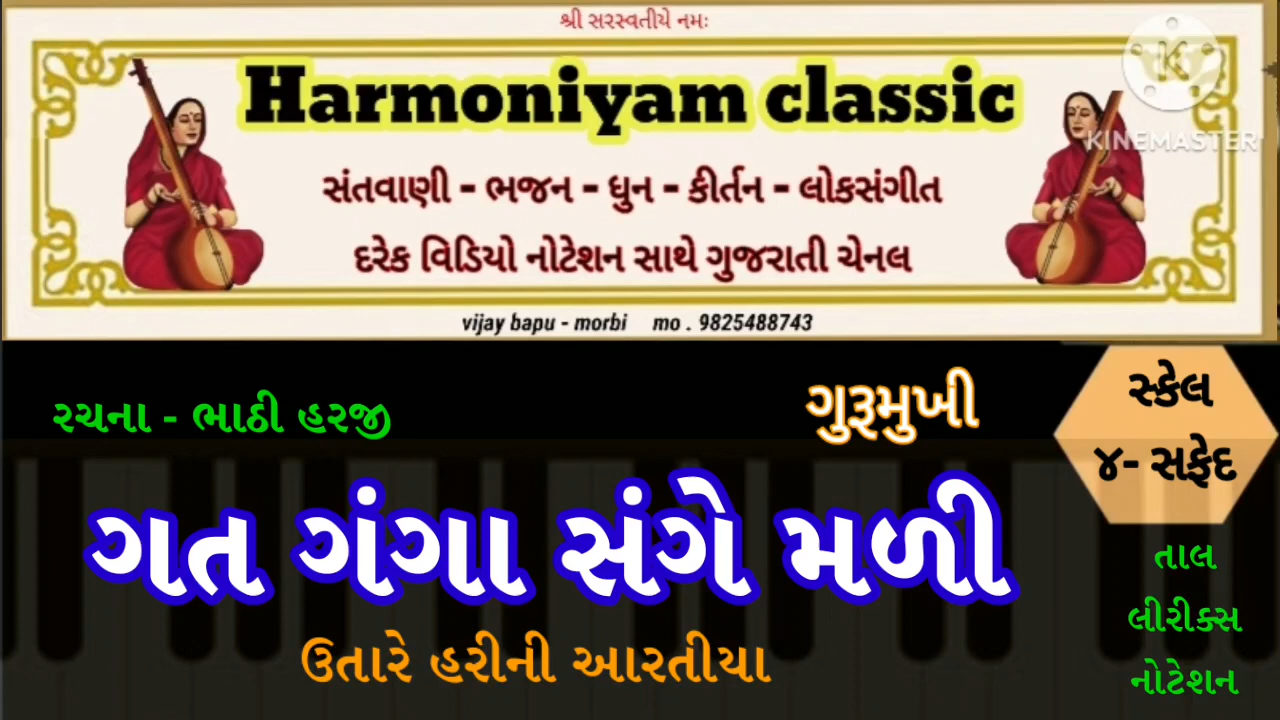 શ્રી સરસ્વતીયે નમઃ
Harmoniyam classic
KINEMASTER
સંતવાણી - ભજન - ધુન - કીર્તન - લોકસંગીત
દરેક વિડિયો નોટેશન સાથે ગુજરાતી ચેનલ
vijay bapu - morbi mo . 9825488743
રચના - ભાઠી હરજી
ગુરૂમુખી
સ્કેલ
૪- સફેદ
ગત ગંગા સંગે મળી
ઉતારે હરીની આરતીયા
તાલ
લીરીક્સ
નોટેશન